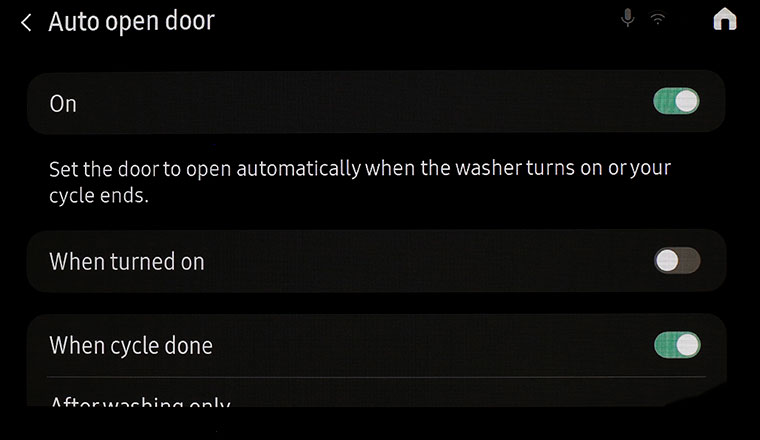 Auto open door
On
Set the door to open automatically when the washer turns on or your
cycle ends.
When turned on
When cycle done
After washing only